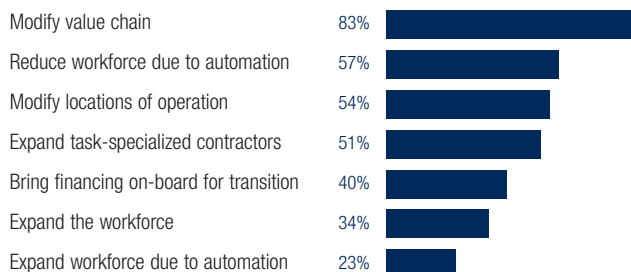 Modify value chain 83%
Reduce workforce due to automation 57%
Modify locations of operation 54%
Expand task-specialized contractors 51%
Bring financing on-board for transition 40%
Expand the workforce 34%
Expand workforce due to automation 23%